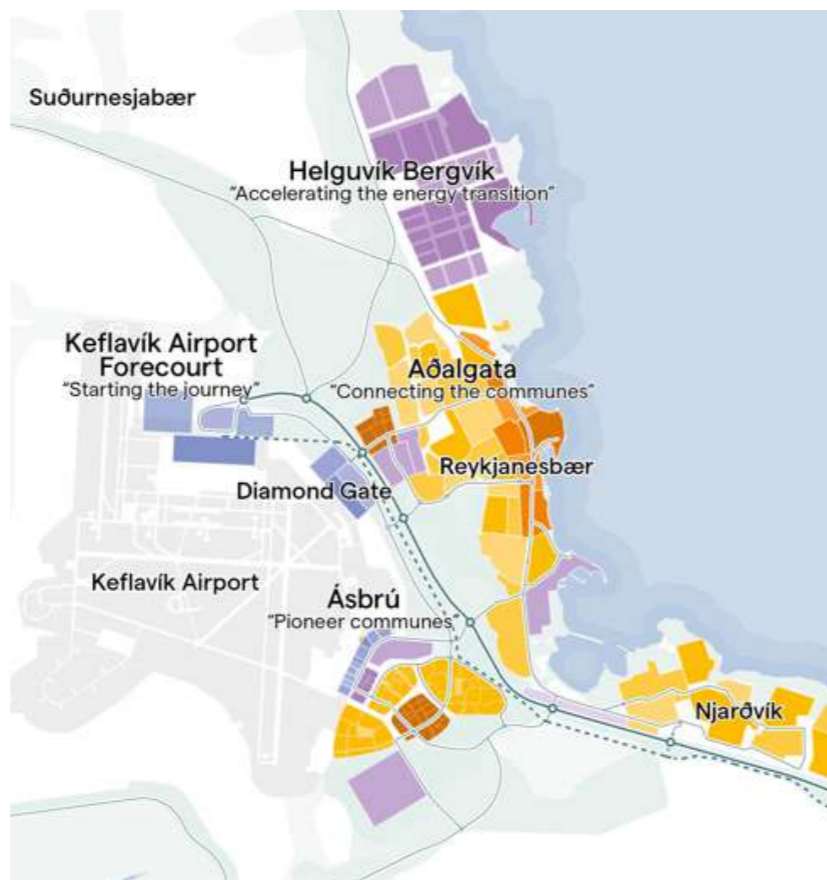 Suðurnesjabær
Helguvík Bergvík
“Accelerating the energy transition”
Keflavík Airport
Forecourt
“Starting the journey”
Aðalgata
“Connecting the communes”
Reykjanesbær
Diamond Gate
Keflavík Airport
Ásbrú
“Pioneer communes”
Njarðvík